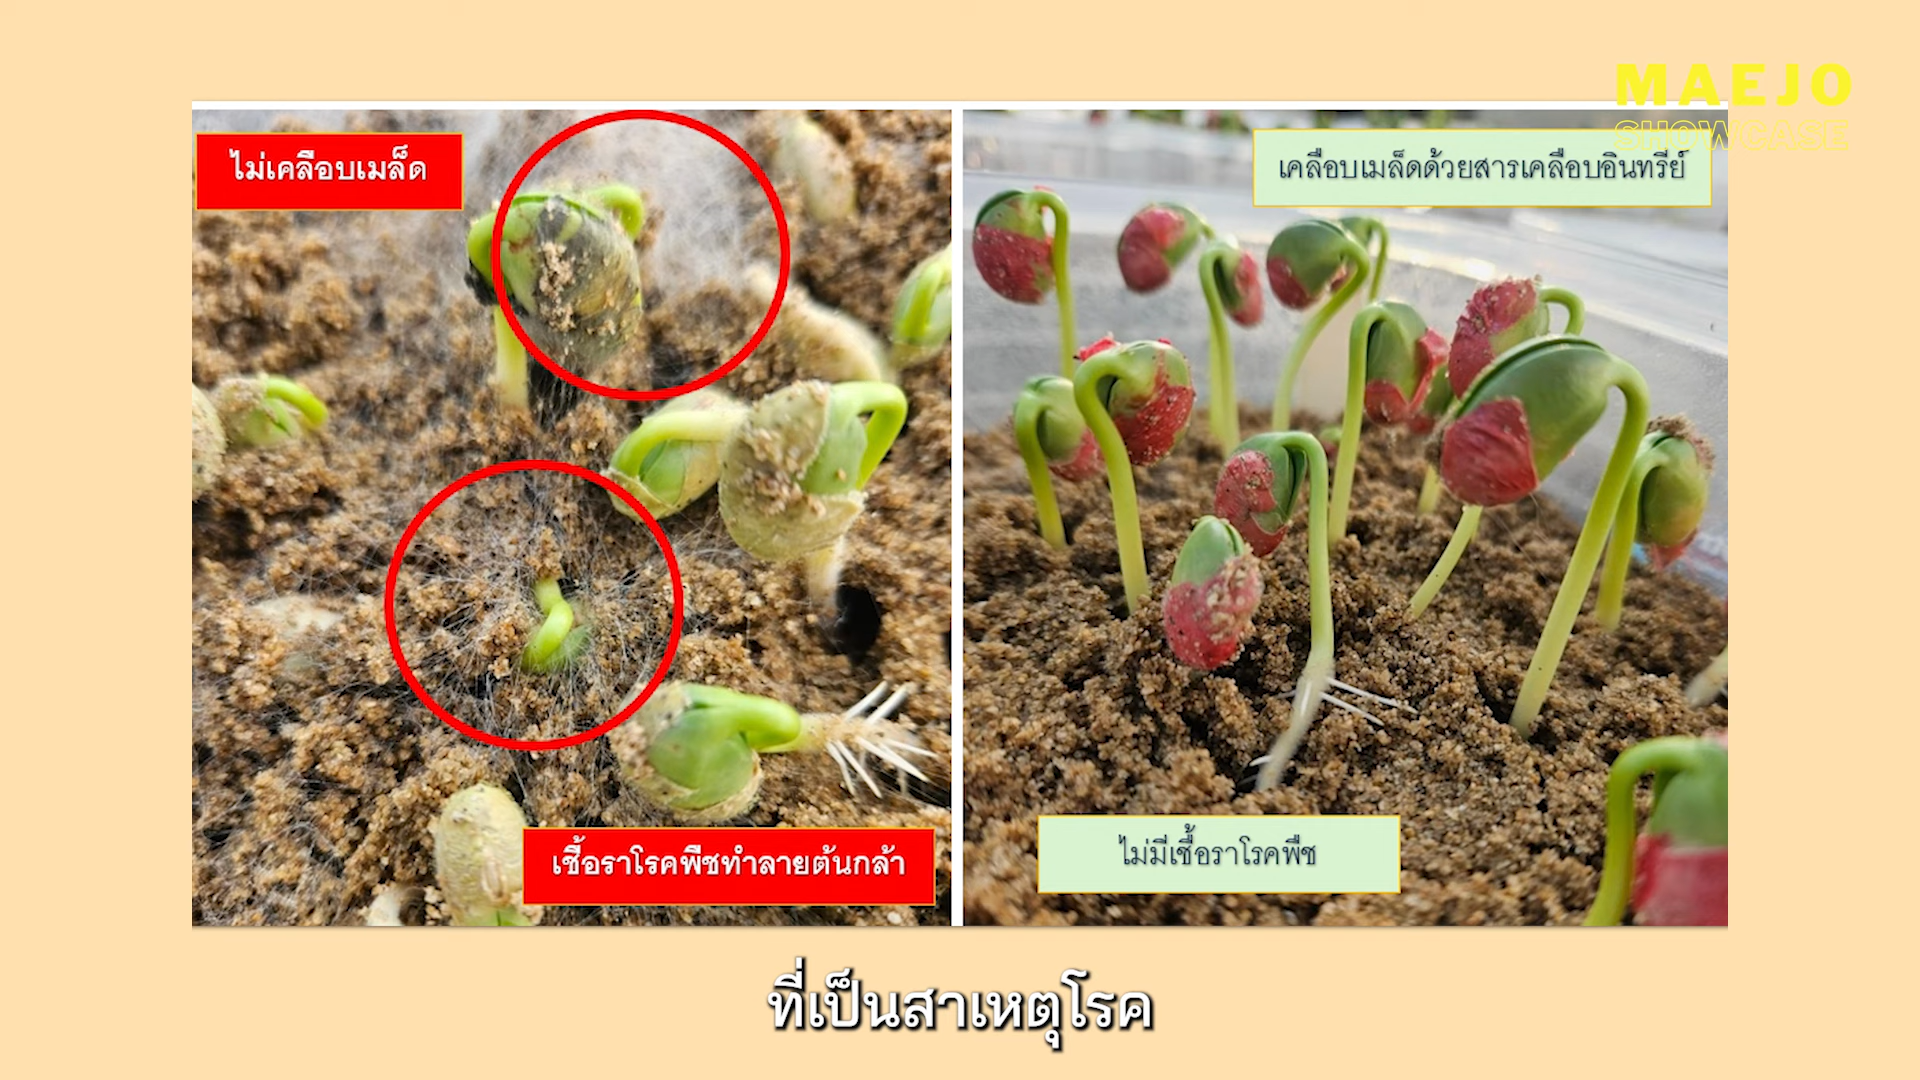 MAEJO
SHOWCASE
ไม่เคลือบเมล็ด
เคลือบเมล็ดด้วยสารเคลือบอินทรีย์
เชื้อราโรคพืชทำลายต้นกล้า
ไม่มีเชื้อราโรคพืช
ที่เป็นสาเหตุโรค